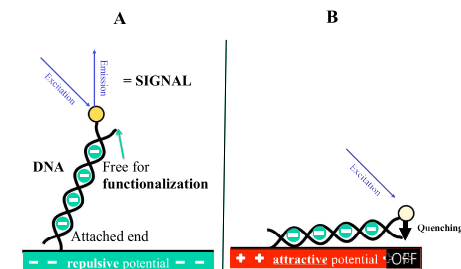 A
B
Emission
= SIGNAL
Excitation
DNA
Free for
functionalization
Attached end
− − repulsive potential − −
Excitation
Quenching
+ + attractive potential + OFF